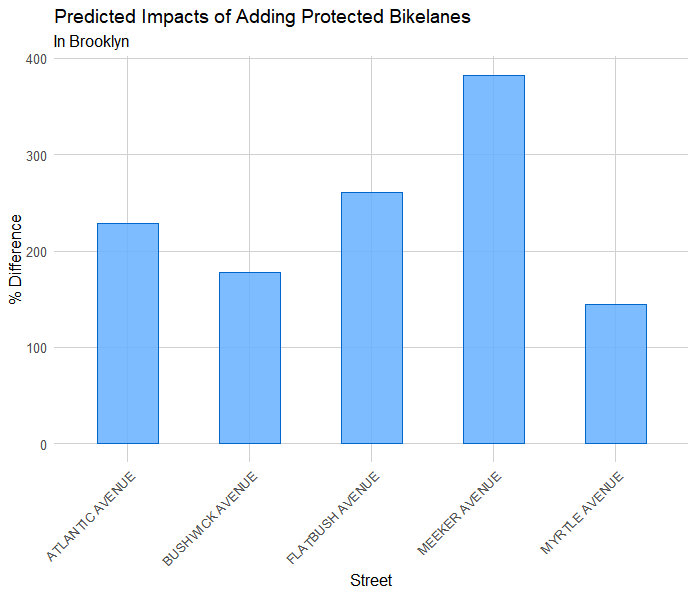 Predicted Impacts of Adding Protected Bikelanes
In Brooklyn
% Difference
400
300
200
100
0
ATLANTIC AVENUE
BUSHWICK AVENUE
FLATBUSH AVENUE
MEEKER AVENUE
MYRTLE AVENUE
Street